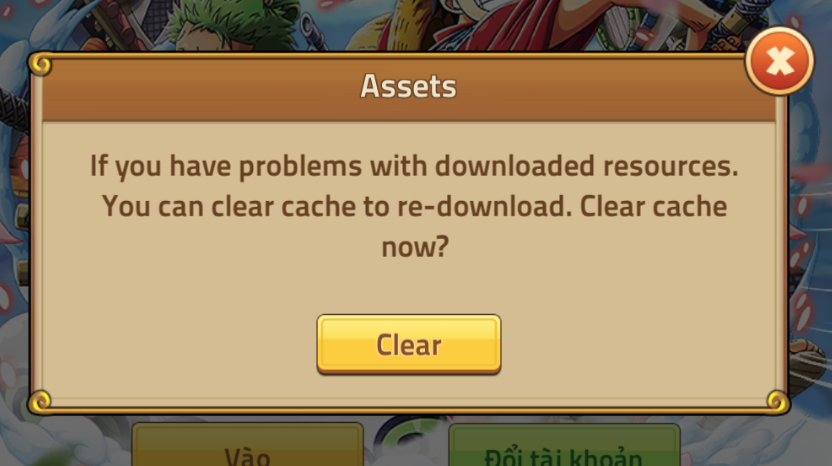 Assets
If you have problems with downloaded resources.
You can clear cache to re-download. Clear cache
now?
Clear
Vào
Đổi tài khoản